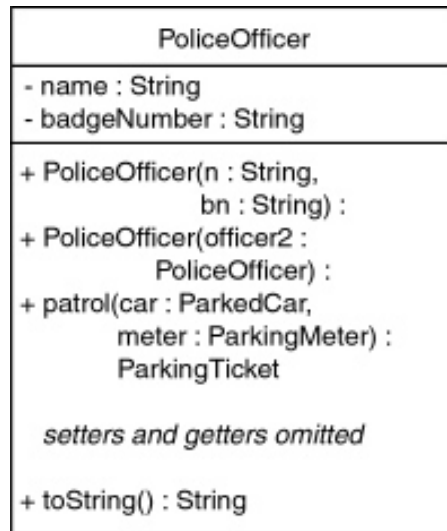 PoliceOfficer
- name : String
- badgeNumber : String
+ PoliceOfficer(n : String,
bn : String) :
+ PoliceOfficer(officer2 :
PoliceOfficer) :
+ patrol(car : ParkedCar,
meter : ParkingMeter) :
ParkingTicket
setters and getters omitted
+ toString() : String